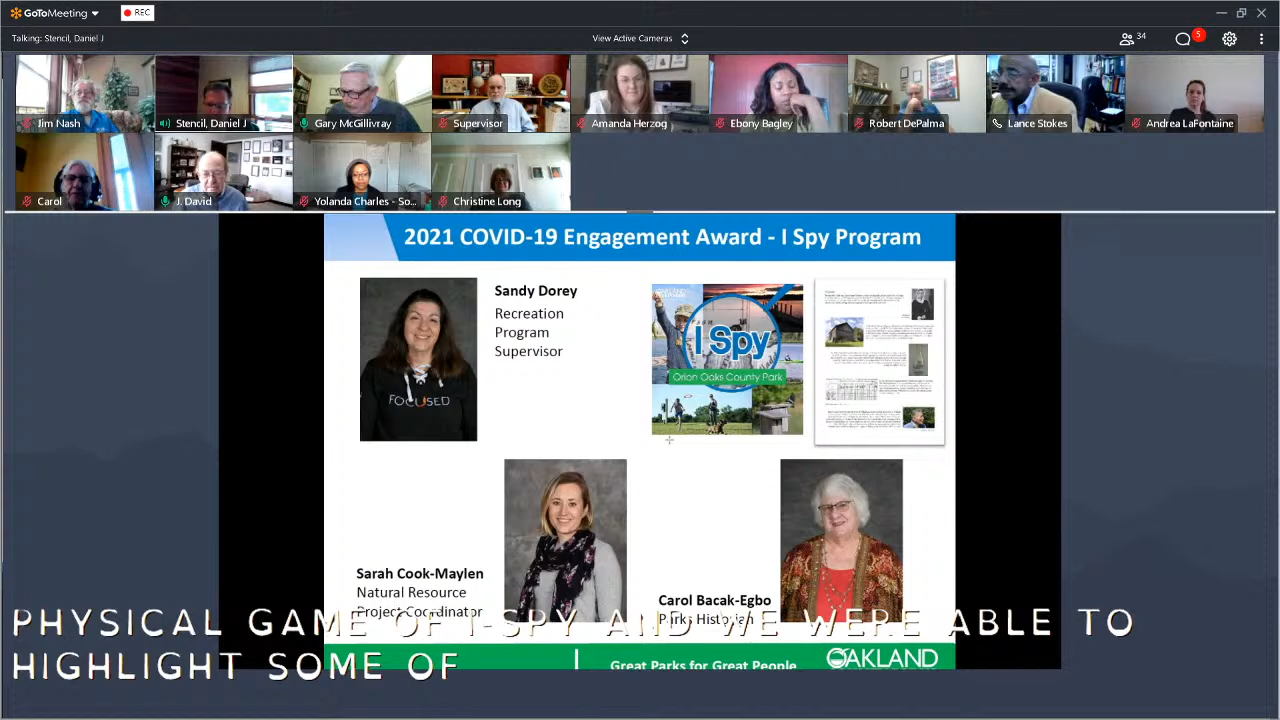 GoToMeeting
REC
Talking: Stencil, Daniel J
View Active Cameras
34
5
Jim Nash
Stencil, Daniel J
Gary McGillivray
Supervisor
Amanda Herzog
Ebony Bagley
Robert DePalma
Lance Stokes
Andrea LaFontaine
Carol
J. David
Yolanda Charles - So...
Christine Long
2021 COVID-19 Engagement Award - I Spy Program
Sandy Dorey
Recreation
Program
Supervisor
FOCUSED
I Spy
Orion Oaks County Park
Sarah Cook-Maylen
Natural Resource
Project Coordinator
Carol Bacak-Egbo
Parks Historian
Great Parks for Great People
OAKLAND
PHYSICAL GAME OF I-SPY AND WE WERE ABLE TO
HIGHLIGHT SOME OF